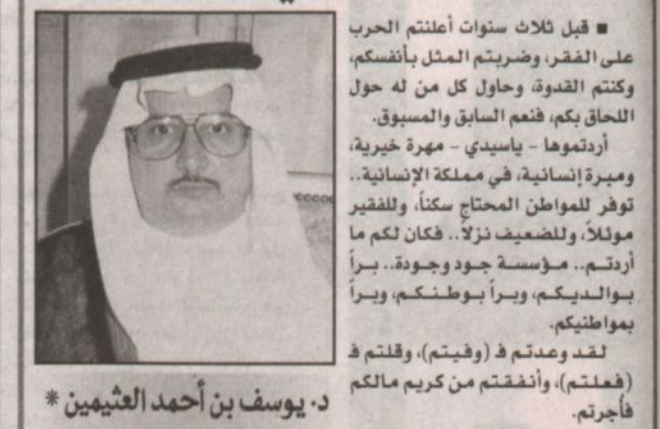 ■ قبل ثلاث سنوات أعلنتم الحرب
على الفقر، وضربتم المثل بأنفسكم،
وكنتم القدوة، وحاول كل من له حول
اللحاق بكم، فنعم السابق والمسبوق.
أردتموها - ياسيدي - مهرة خيرية،
ومبرة إنسانية، في مملكة الإنسانية..
توفر للمواطن المحتاج سكناً، وللفقير
موئلاً، وللضعيف نزلاً.. فكان لكم ما
أردتم.. مؤسسة جود وجودة.. براً
بوالديكم، وبراً بوطنكم، وبراً
بمواطنيكم.
لقد وعدتم فـ (وفيتم)، وقلتم فـ
(فعلتم)، وأنفقتم من كريم مالكم
فأجرتم.
د. يوسف بن أحمد العثيمين *